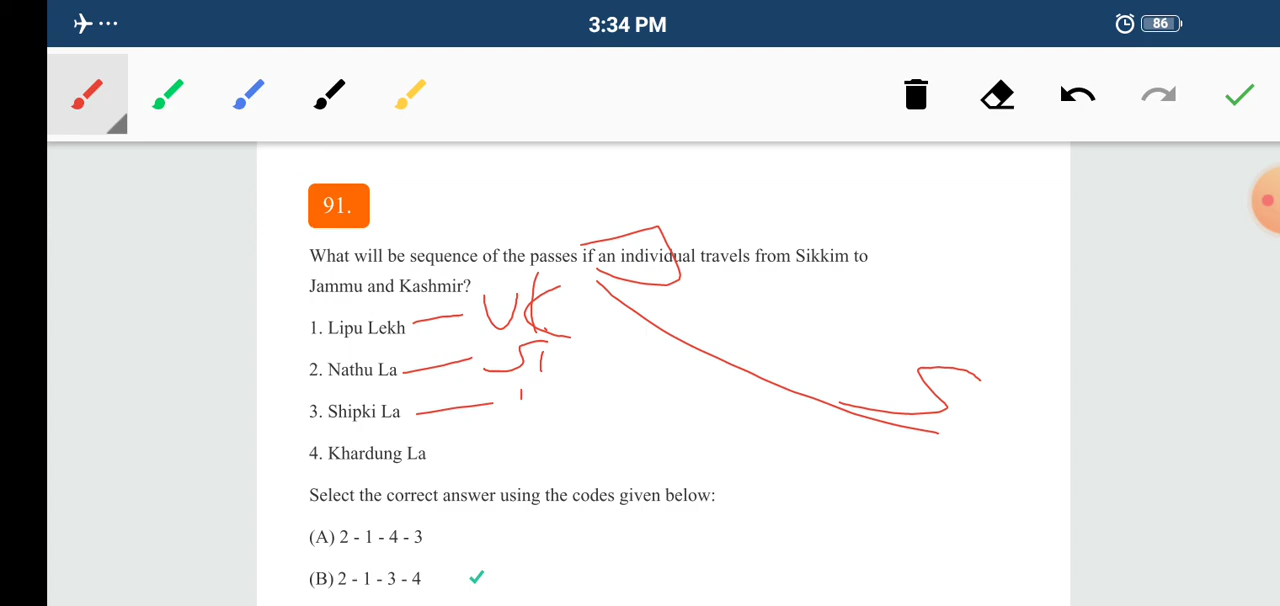 3:34 PM
86
91.
What will be sequence of the passes if an individual travels from Sikkim to
Jammu and Kashmir?
1. Lipu Lekh UK
2. Nathu La Si
3. Shipki La
4. Khardung La
Select the correct answer using the codes given below:
(A) 2 - 1 - 4 - 3
(B) 2 - 1 - 3 - 4